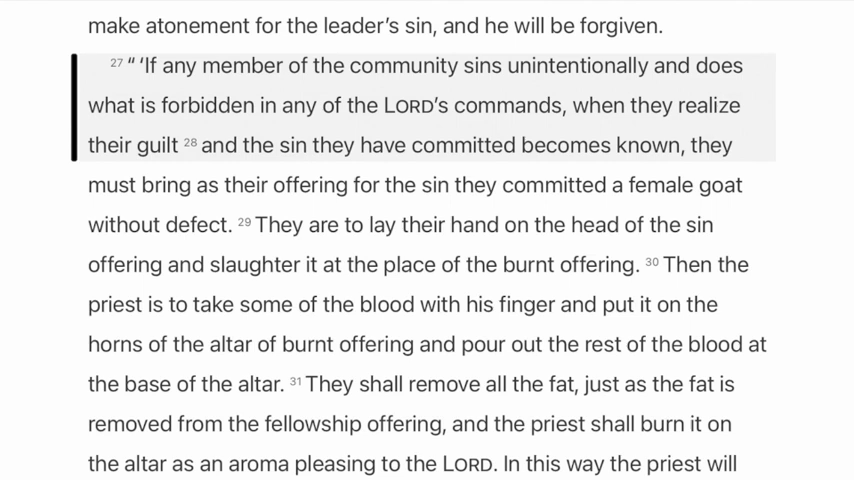 make atonement for the leader’s sin, and he will be forgiven.
27 “ ‘If any member of the community sins unintentionally and does
what is forbidden in any of the LORD’s commands, when they realize
their guilt 28 and the sin they have committed becomes known, they
must bring as their offering for the sin they committed a female goat
without defect. 29 They are to lay their hand on the head of the sin
offering and slaughter it at the place of the burnt offering. 30 Then the
priest is to take some of the blood with his finger and put it on the
horns of the altar of burnt offering and pour out the rest of the blood at
the base of the altar. 31 They shall remove all the fat, just as the fat is
removed from the fellowship offering, and the priest shall burn it on
the altar as an aroma pleasing to the LORD. In this way the priest will